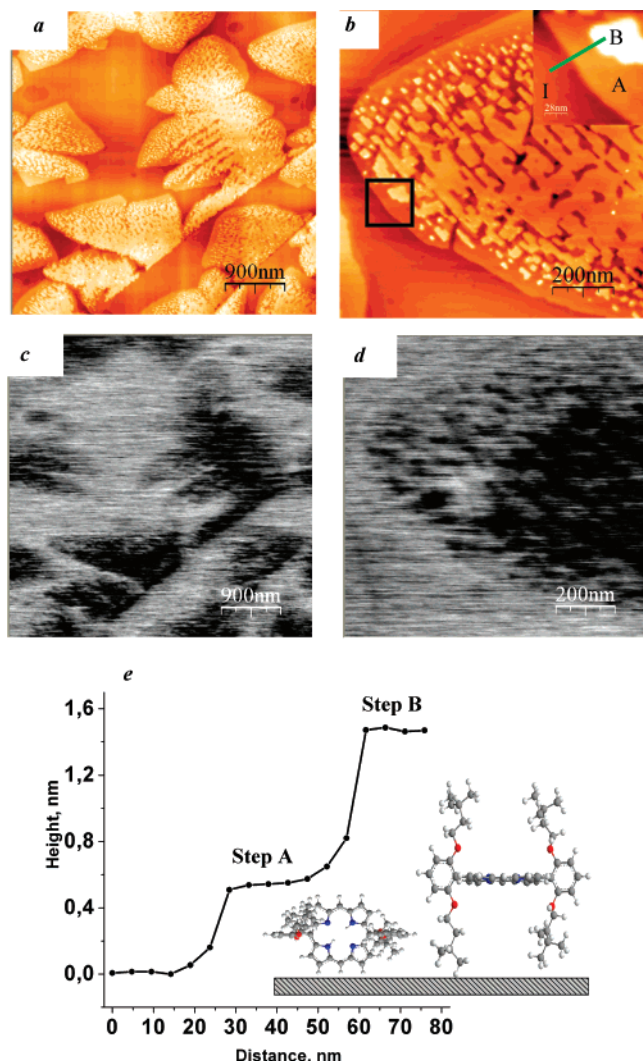 a
900nm
b
B
I
A
28nm
200nm
c
900nm
d
200nm
e
Step B
Step A
Height, nm
1,6
1,2
0,8
0,4
0,0
0 10 20 30 40 50 60 70 80
Distance, nm